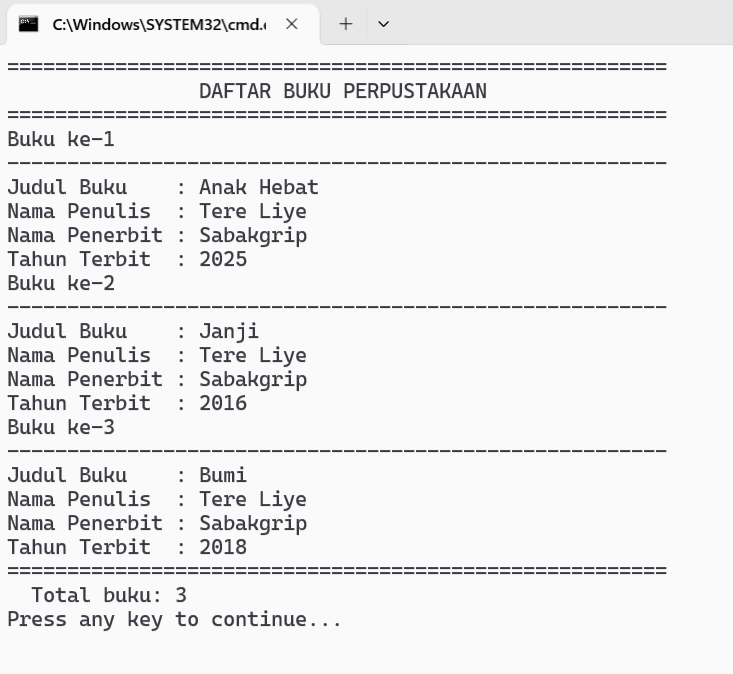 C:\Windows\SYSTEM32\cmd.e
=======================================================
                DAFTAR BUKU PERPUSTAKAAN
=======================================================
Buku ke-1
-------------------------------------------------------
Judul Buku    : Anak Hebat
Nama Penulis  : Tere Liye
Nama Penerbit : Sabakgrip
Tahun Terbit  : 2025
Buku ke-2
-------------------------------------------------------
Judul Buku    : Janji
Nama Penulis  : Tere Liye
Nama Penerbit : Sabakgrip
Tahun Terbit  : 2016
Buku ke-3
-------------------------------------------------------
Judul Buku    : Bumi
Nama Penulis  : Tere Liye
Nama Penerbit : Sabakgrip
Tahun Terbit  : 2018
=======================================================
  Total buku: 3
Press any key to continue...